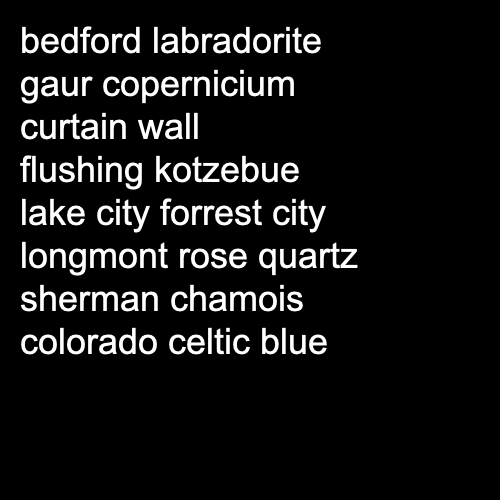 bedford labradorite
gaur copernicium
curtain wall
flushing kotzebue
lake city forrest city
longmont rose quartz
sherman chamois
colorado celtic blue